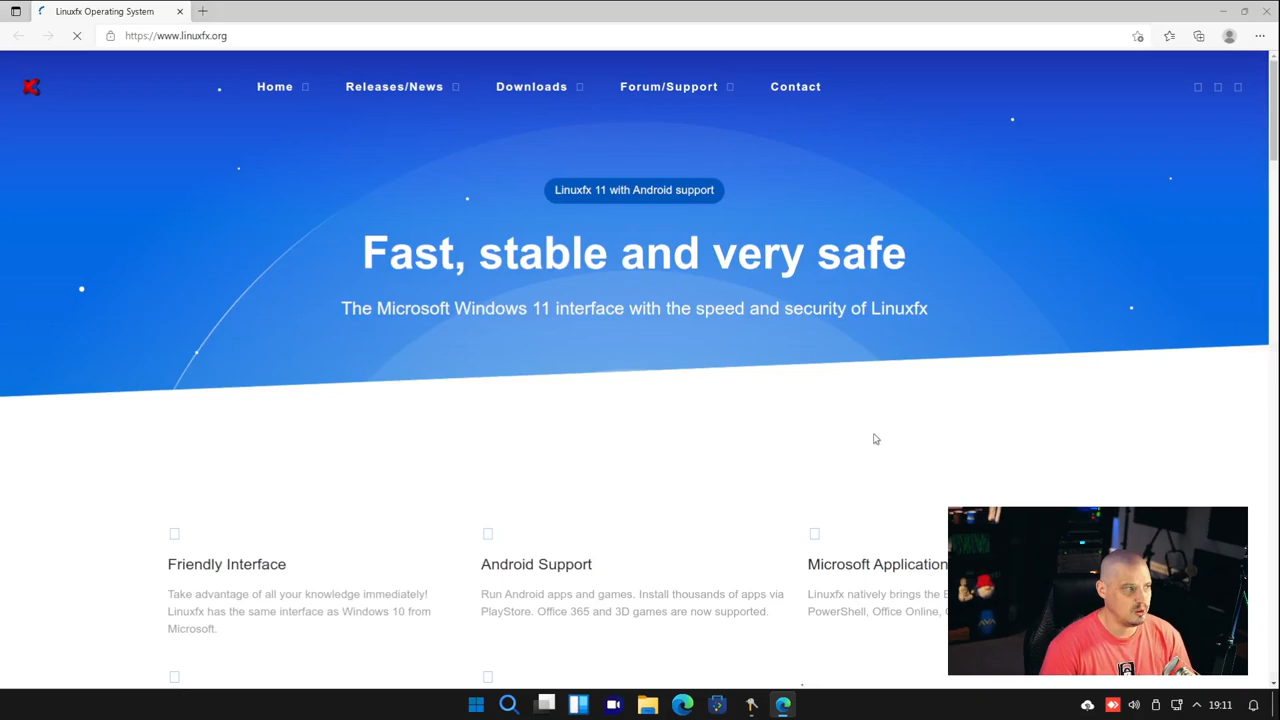 Linuxfx Operating System
https://www.linuxfx.org
Home
Releases/News
Downloads
Forum/Support
Contact
Linuxfx 11 with Android support
Fast, stable and very safe
The Microsoft Windows 11 interface with the speed and security of Linuxfx
Friendly Interface
Take advantage of all your knowledge immediately!
Linuxfx has the same interface as Windows 10 from
Microsoft.
Android Support
Run Android apps and games. Install thousands of apps via
PlayStore. Office 365 and 3D games are now supported.
Microsoft Application
Linuxfx natively brings the
PowerShell, Office Online,
19:11